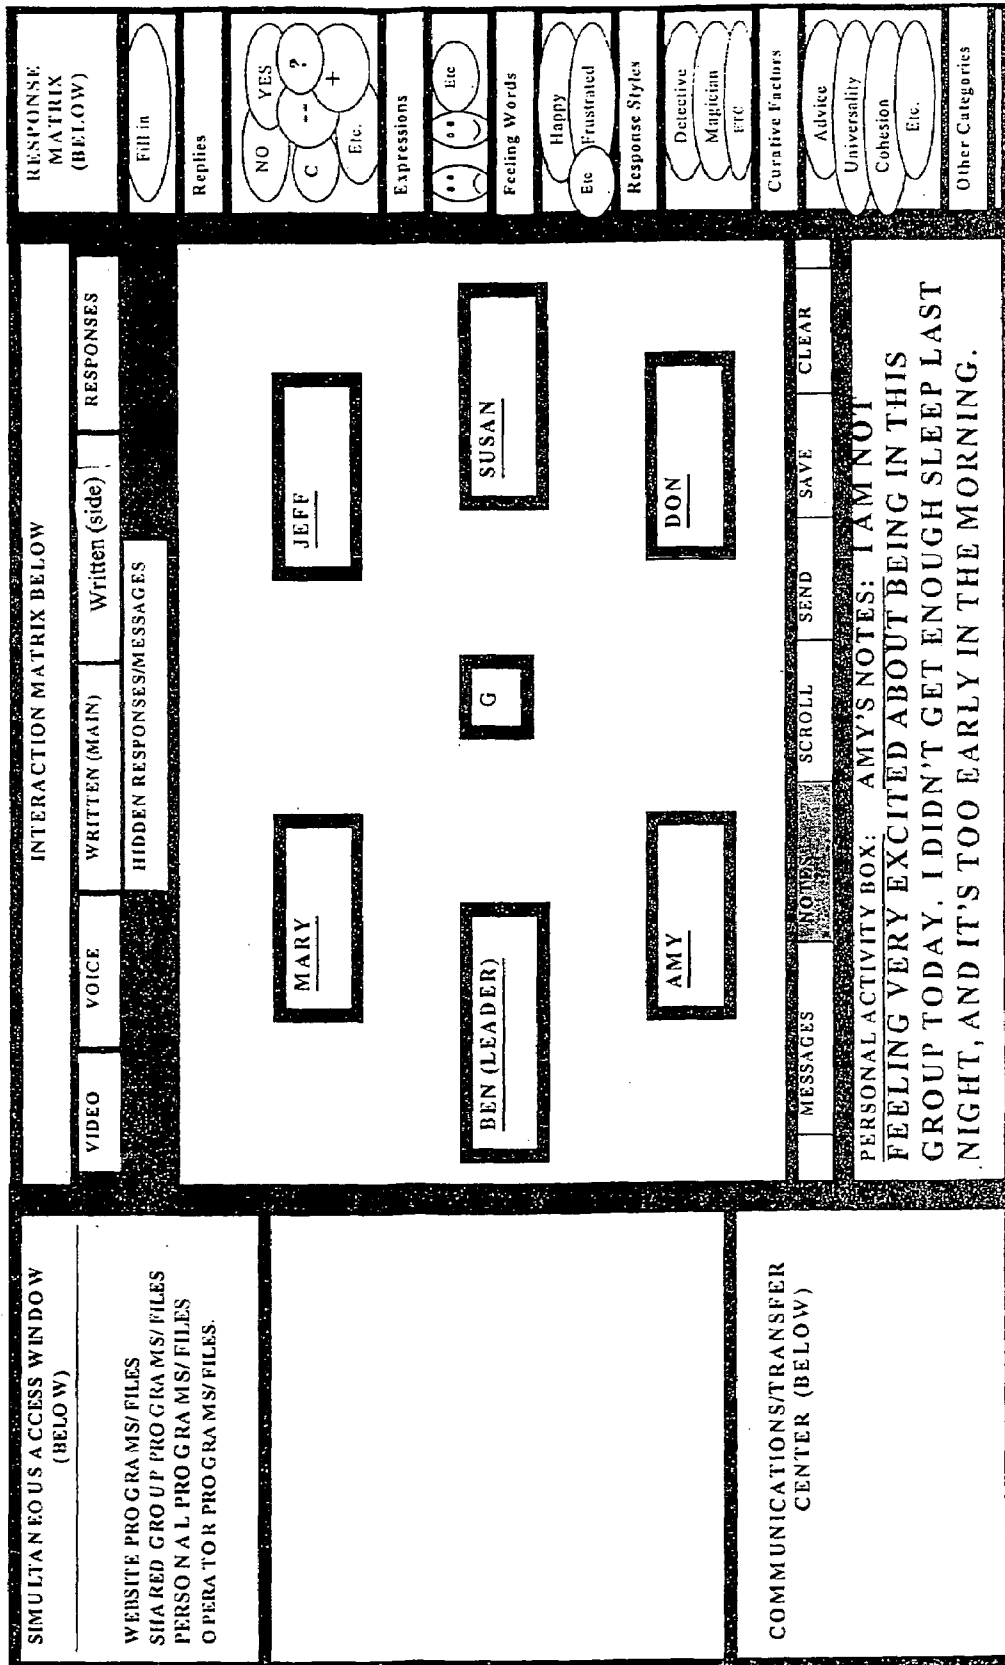 SIMULTANEOUS ACCESS WINDOW
(BELOW)
WEBSITE PROGRAMS/FILES
SHARED GROUP PROGRAMS/FILES
PERSONAL PROGRAMS/FILES
OPERATOR PROGRAMS/FILES.
COMMUNICATIONS/TRANSFER
CENTER (BELOW)
INTERACTION MATRIX BELOW
VIDEO
VOICE
WRITTEN (MAIN)
Written (side)
RESPONSES
HIDDEN RESPONSES/MESSAGES
MARY
JEFF
BEN (LEADER)
G
SUSAN
AMY
DON
MESSAGES
NOTES
SCROLL
SEND
SAVE
CLEAR
PERSONAL ACTIVITY BOX: AMY'S NOTES: I AM NOT
FEELING VERY EXCITED ABOUT BEING IN THIS
GROUP TODAY. I DIDN'T GET ENOUGH SLEEP LAST
NIGHT, AND IT'S TOO EARLY IN THE MORNING.
RESPONSE
MATRIX
(BELOW)
Fill in
Replies
NO
YES
?
--
C
+
Etc.
Expressions
Etc
Feeling Words
Happy
Frustrated
Etc
Response Styles
Detective
Magician
ETC
Curative Factors
Advice
Universality
Cohesion
Etc.
Other Categories